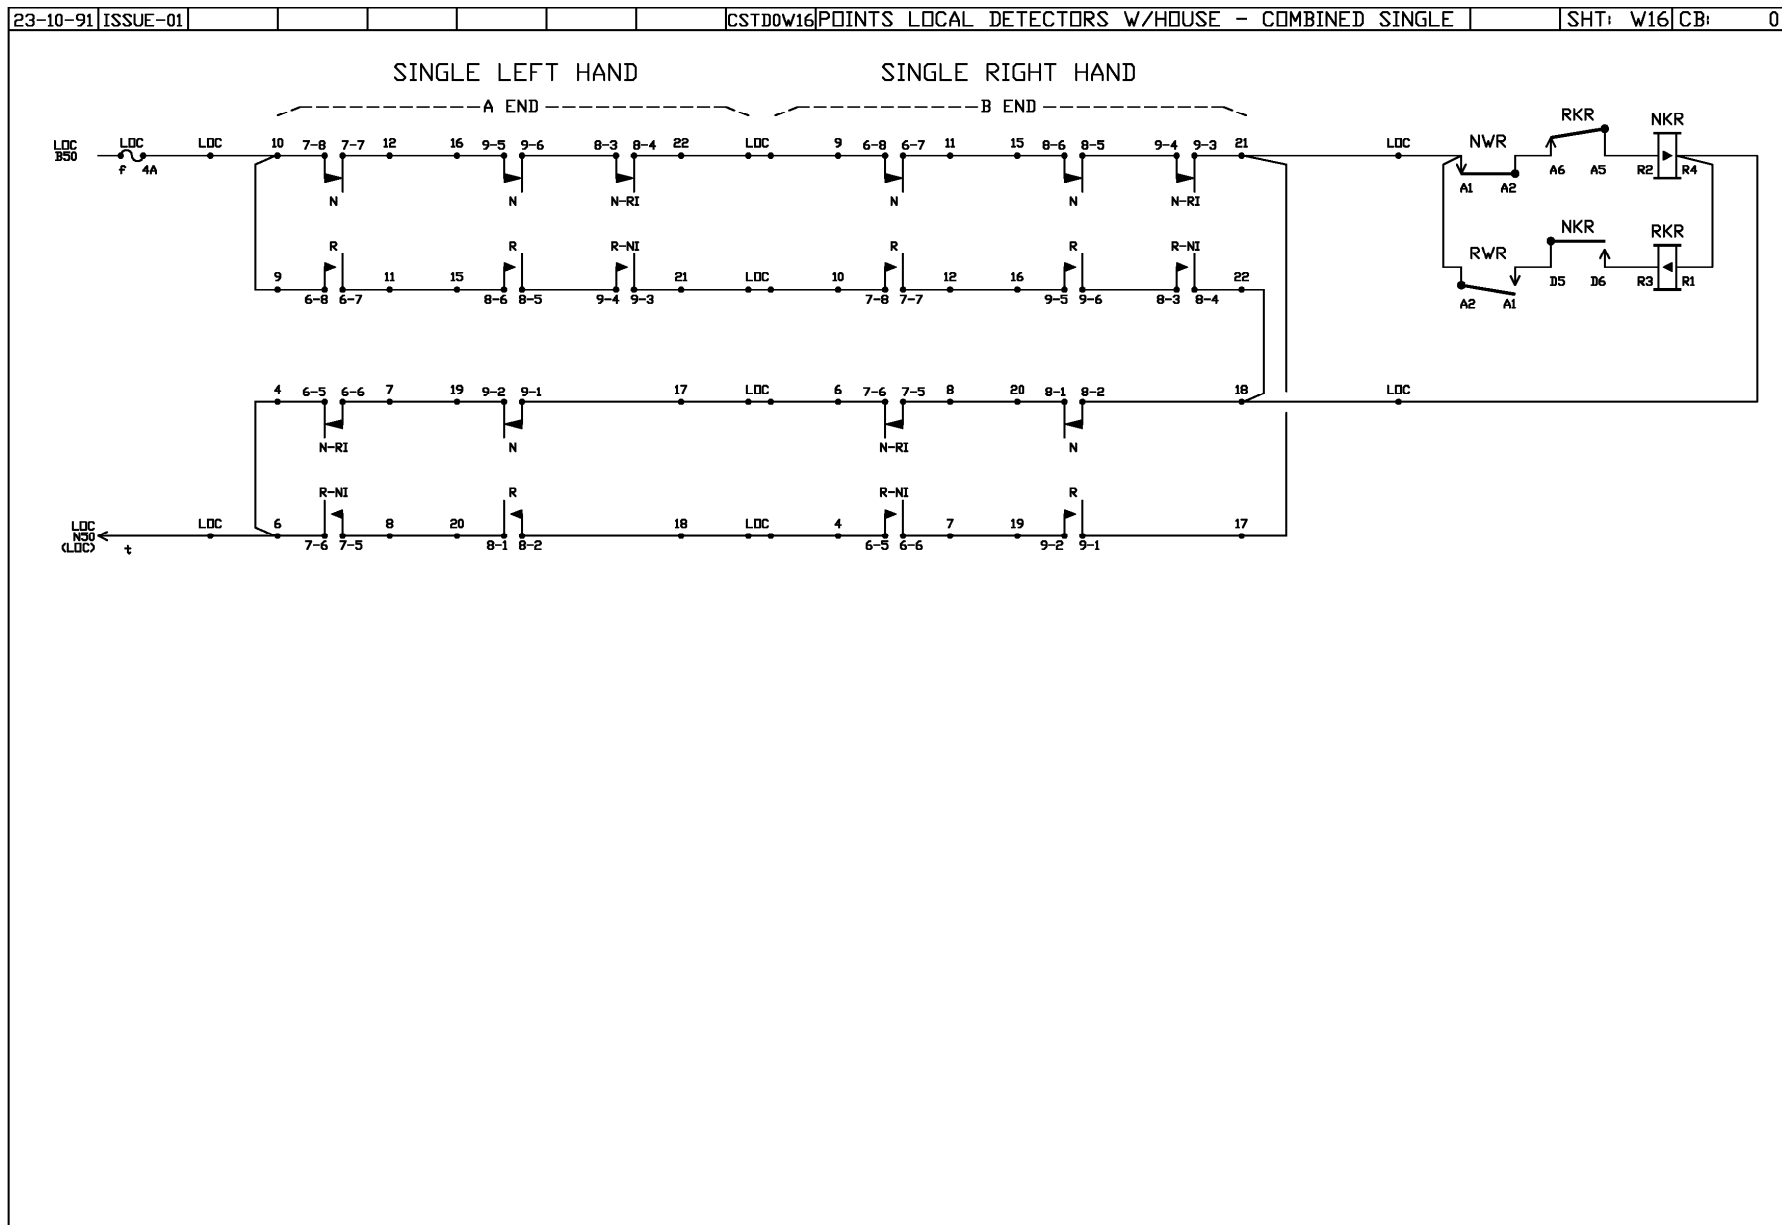 23-10-91 ISSUE-01 CSTD0W16 POINTS LOCAL DETECTORS W/HOUSE - COMBINED SINGLE SHT: W16 CB: 0
SINGLE LEFT HAND SINGLE RIGHT HAND
A END B END
RKR NKR
LOC LOC LOC 10 7-8 7-7 12 16 9-5 9-6 8-3 8-4 22 LOC 9 6-8 6-7 11 15 8-6 8-5 9-4 9-3 21 LOC NWR
B50
f 4A A6 A5 R2 R4
A1 A2
N N N-RI N N N-RI
NKR RKR
R R R-NI R R R-NI RWR
9 11 15 21 LOC 10 12 16 22 D5 D6 R3 R1
6-8 6-7 8-6 8-5 9-4 9-3 7-8 7-7 9-5 9-6 8-3 8-4 A2 A1
4 6-5 6-6 7 19 9-2 9-1 17 LOC 6 7-6 7-5 8 20 8-1 8-2 18 LOC
N-RI N N-RI N
R-NI R R-NI R
LOC LOC 6 8 20 18 LOC 4 7 19 17
N50
(LOC) t 7-6 7-5 8-1 8-2 6-5 6-6 9-2 9-1